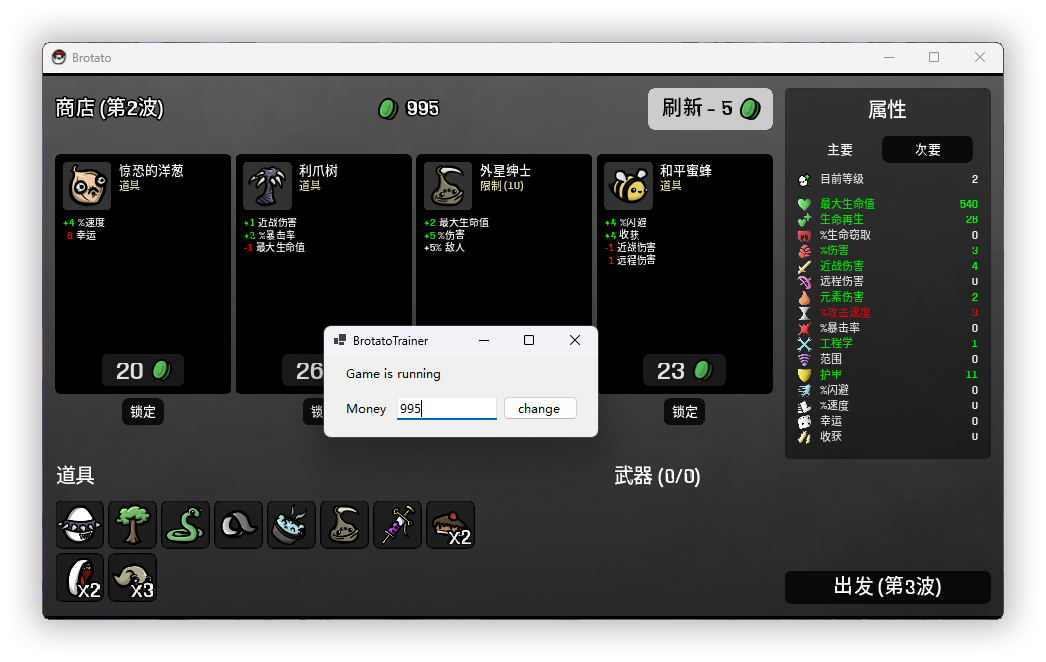 Brotato
商店 (第2波)
995
刷新 - 5
惊恐的洋葱
道具
+4 %速度
幸运
20
锁定
利爪树
道具
+1 近战伤害
+3 %暴击率
-1 最大生命值
26
外星绅士
限制 (10)
+2 最大生命值
+5 %伤害
+5% 敌人
和平蜜蜂
道具
+4 %闪避
+4 收获
-1 近战伤害
1 远程伤害
23
锁定
BrotatoTrainer
Game is running
Money 995 change
属性
主要 次要
目前等级 2
最大生命值 540
生命再生 28
%生命窃取 0
%伤害 3
近战伤害 4
远程伤害 0
元素伤害 2
%攻击速度 3
%暴击率 0
工程学 1
范围 0
护甲 11
%闪避 0
%速度 0
幸运 0
收获 0
道具
武器 (0/0)
X2
X2
X3
出发 (第3波)